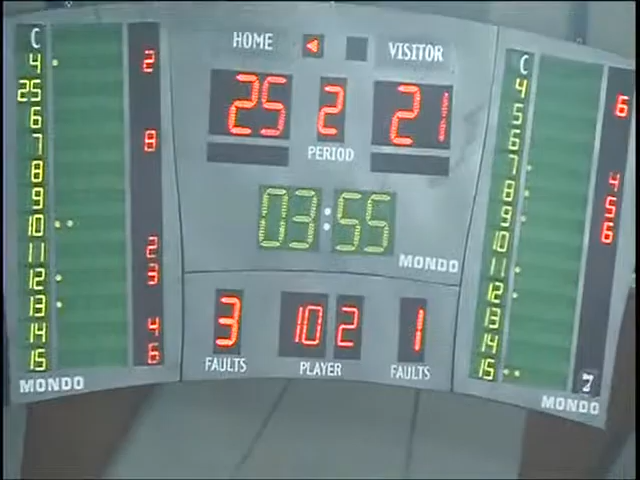 C
4 2
25
6
7 8
8
9
10
11 2
12 3
13
14 4
15 6
MONDO
HOME VISITOR
25 2 21
PERIOD
03:55
MONDO
3 10 2 1
FAULTS PLAYER FAULTS
C
4 6
5
6
7 4
8 5
9 6
10
11
12
13
14
15 7
MONDO